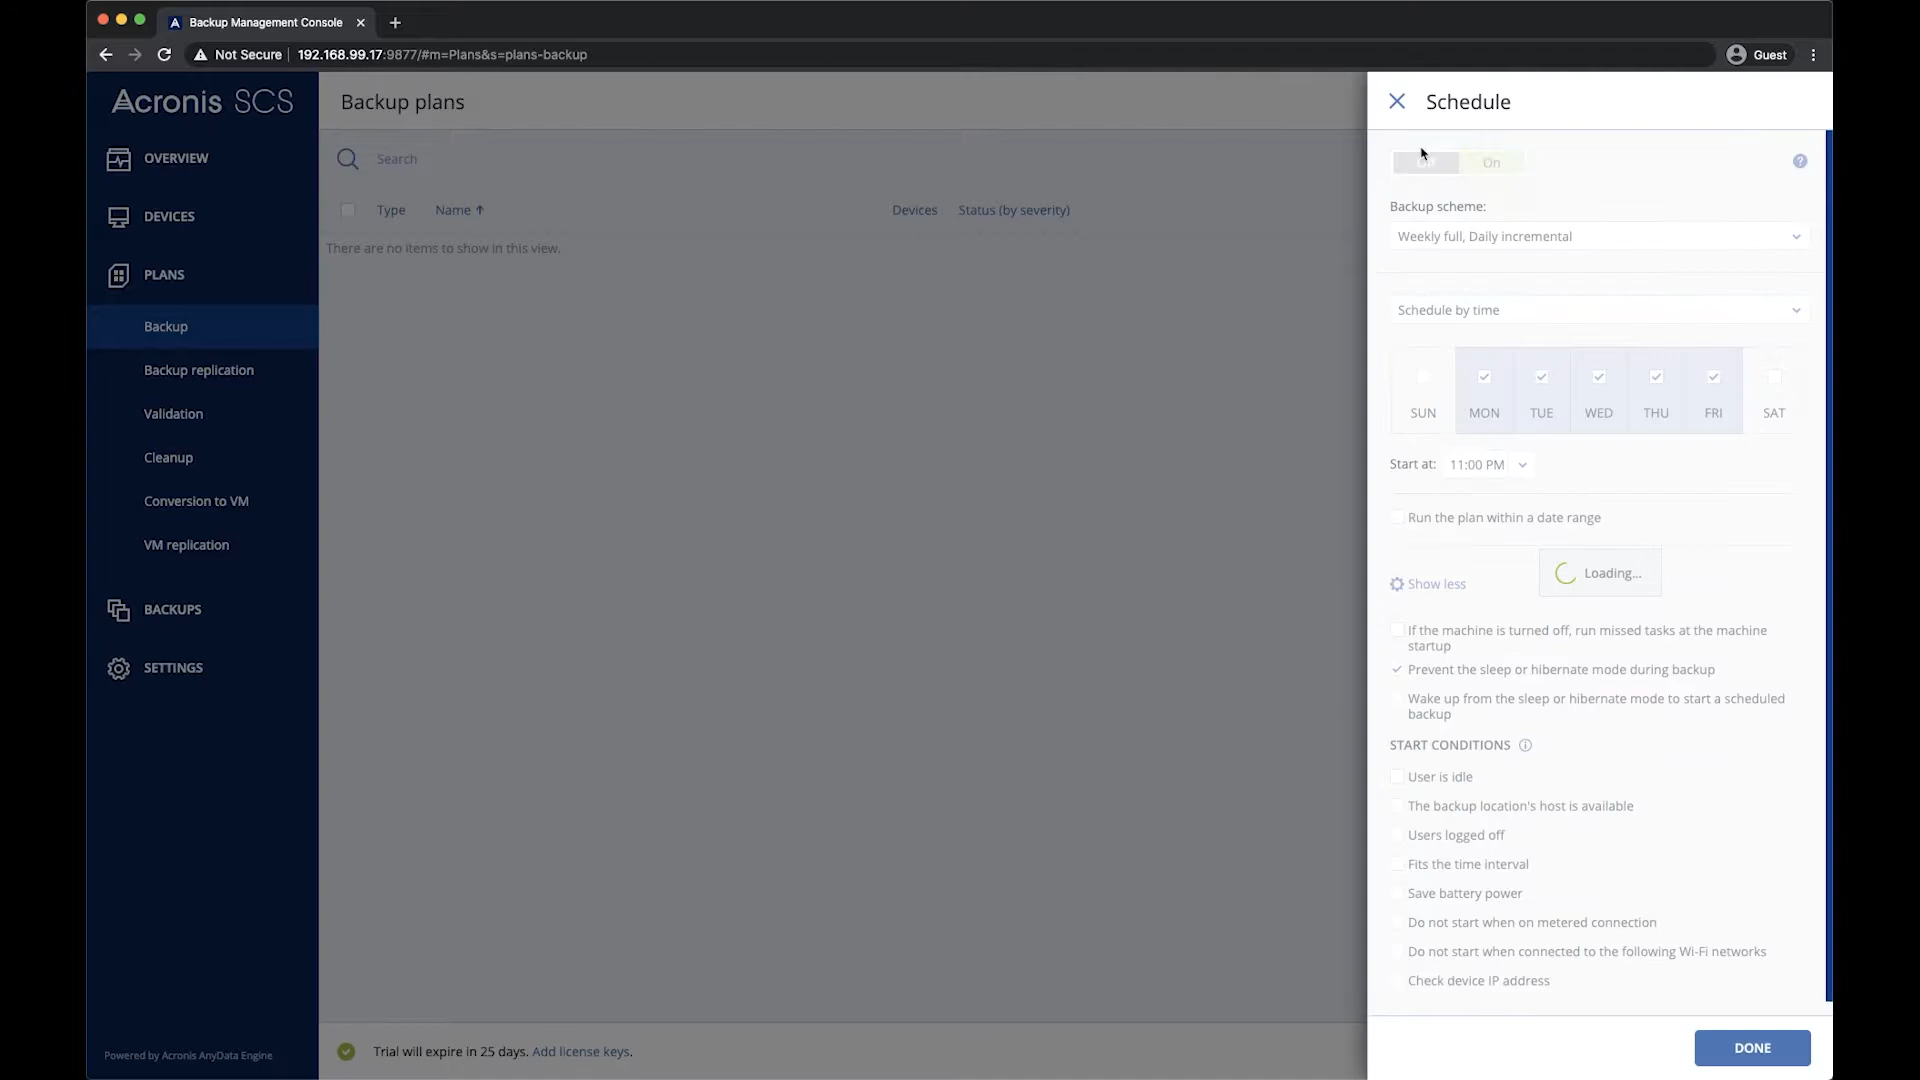 Backup Management Console
Not Secure 192.168.99.17:9877/#m=Plans&s=plans-backup
Guest
Acronis SCS
OVERVIEW
DEVICES
PLANS
Backup
Backup replication
Validation
Cleanup
Conversion to VM
VM replication
BACKUPS
SETTINGS
Powered by Acronis AnyData Engine
Backup plans
Search
Type Name Devices Status (by severity)
There are no items to show in this view.
Trial will expire in 25 days. Add license keys.
Schedule
On
Backup scheme:
Weekly full, Daily incremental
Schedule by time
SUN MON TUE WED THU FRI SAT
Start at: 11:00 PM
Run the plan within a date range
Loading...
Show less
If the machine is turned off, run missed tasks at the machine
startup
Prevent the sleep or hibernate mode during backup
Wake up from the sleep or hibernate mode to start a scheduled
backup
START CONDITIONS
User is idle
The backup location's host is available
Users logged off
Fits the time interval
Save battery power
Do not start when on metered connection
Do not start when connected to the following Wi-Fi networks
Check device IP address
DONE